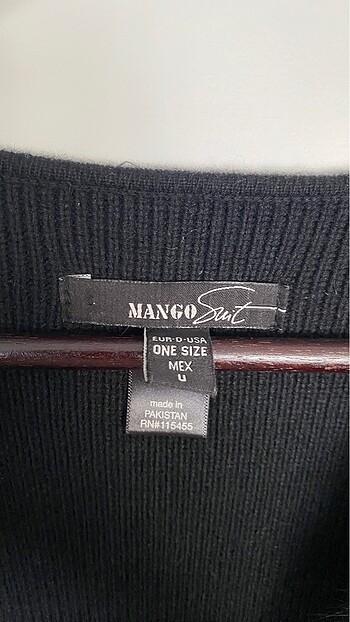 MANGO Suit
EUR-D-USA
ONE SIZE
MEX
U
made in
PAKISTAN
RN#115455